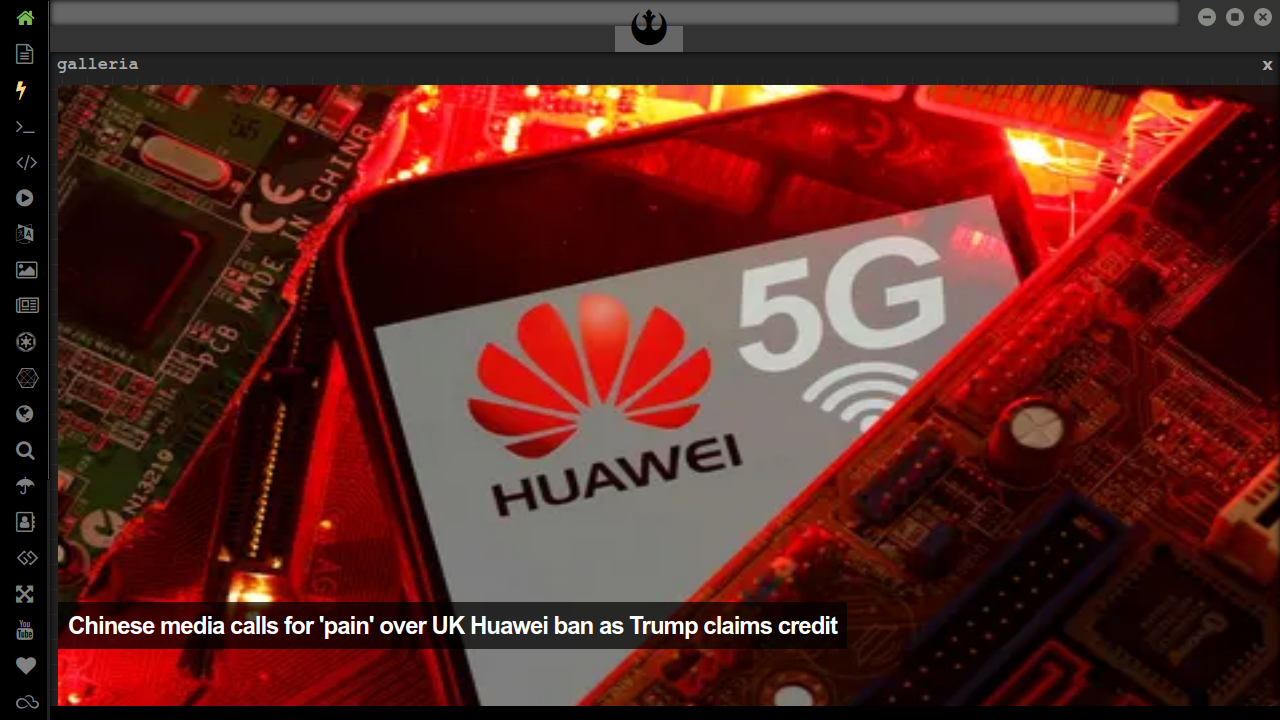 galleria
x
55
MADE IN CHINA
PCB
N13219
5G
HUAWEI
Chinese media calls for 'pain' over UK Huawei ban as Trump claims credit
You
Tube